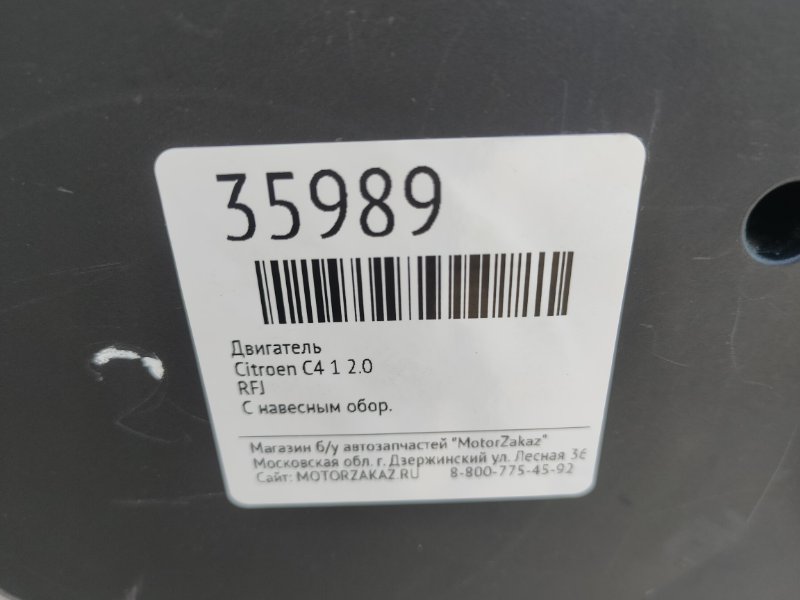 35989
Двигатель
Citroen C4 1 2.0
RFJ
С навесным обор.
Магазин б/у автозапчастей "MotorZakaz"
Московская обл. г. Дзержинский ул. Лесная 36
Сайт: MOTORZAKAZ.RU 8-800-775-45-92